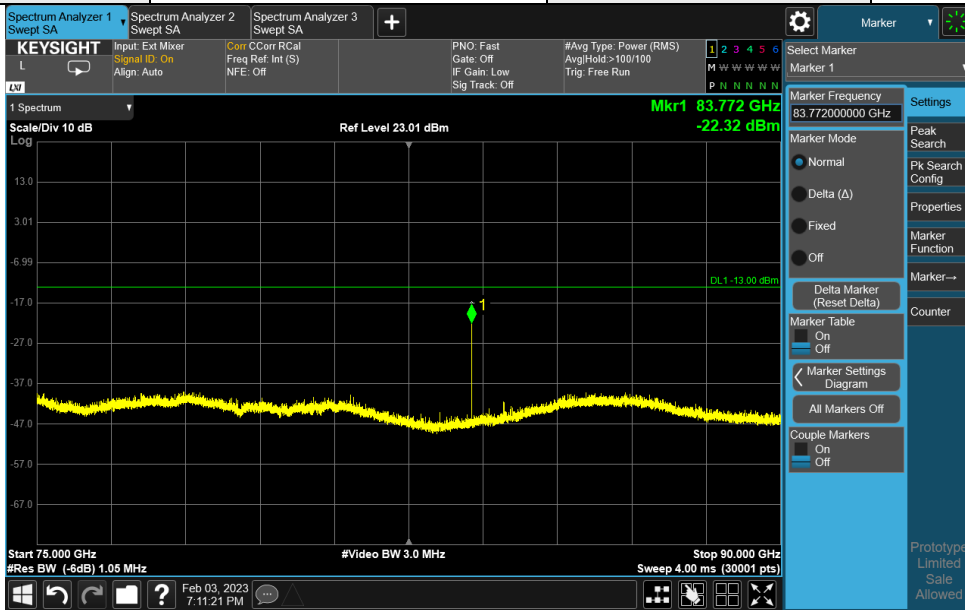 Spectrum Analyzer 1
Swept SA
Spectrum Analyzer 2
Swept SA
Spectrum Analyzer 3
Swept SA
Marker
KEYSIGHT
L
LXI
Input: Ext Mixer
Signal ID: On
Align: Auto
Corr CCorr RCal
Freq Ref: Int (S)
NFE: Off
PNO: Fast
Gate: Off
IF Gain: Low
Sig Track: Off
#Avg Type: Power (RMS)
Avg|Hold:>100/100
Trig: Free Run
1 2 3 4 5 6
M W W W W W
P N N N N N
Select Marker
Marker 1
1 Spectrum
Scale/Div 10 dB
Log
Ref Level 23.01 dBm
Mkr1 83.772 GHz
-22.32 dBm
13.0
3.01
-6.99
-17.0
-27.0
-37.0
-47.0
-57.0
-67.0
DL1 -13.00 dBm
1
Start 75.000 GHz
#Res BW (-6dB) 1.05 MHz
#Video BW 3.0 MHz
Stop 90.000 GHz
Sweep 4.00 ms (30001 pts)
Marker Frequency
83.772000000 GHz
Marker Mode
Normal
Delta (Δ)
Fixed
Off
Delta Marker
(Reset Delta)
Marker Table
On
Off
Marker Settings
Diagram
All Markers Off
Couple Markers
On
Off
Settings
Peak
Search
Pk Search
Config
Properties
Marker
Function
Marker→
Counter
Prototype
Limited
Sale
Allowed
?
Feb 03, 2023
7:11:21 PM